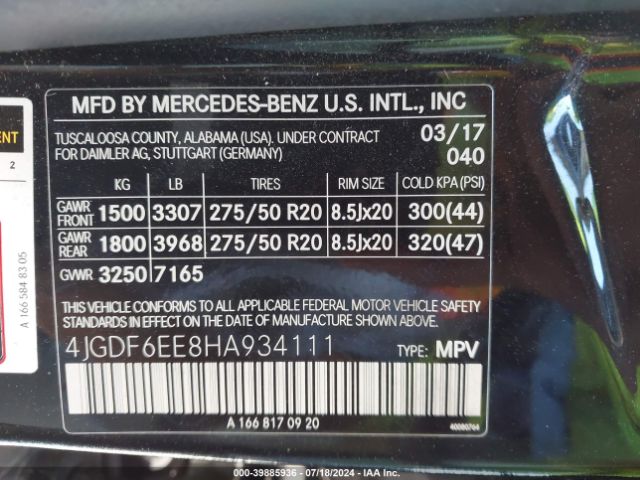 MFD BY MERCEDES-BENZ U.S. INTL., INC
TUSCALOOSA COUNTY, ALABAMA (USA). UNDER CONTRACT
FOR DAIMLER AG, STUTTGART (GERMANY)
03/17
040
KG LB TIRES RIM SIZE COLD KPA (PSI)
GAWR FRONT 1500 3307 275/50 R20 8.5Jx20 300(44)
GAWR REAR 1800 3968 275/50 R20 8.5Jx20 320(47)
GVWR 3250 7165
THIS VEHICLE CONFORMS TO ALL APPLICABLE FEDERAL MOTOR VEHICLE SAFETY
STANDARDS IN EFFECT ON THE DATE OF MANUFACTURE SHOWN ABOVE.
4JGDF6EE8HA934111 TYPE: MPV
A 166 817 09 20
40080764
ENT
2
A 166 584 83 05
000-39885936 - 07/18/2024 - IAA Inc.